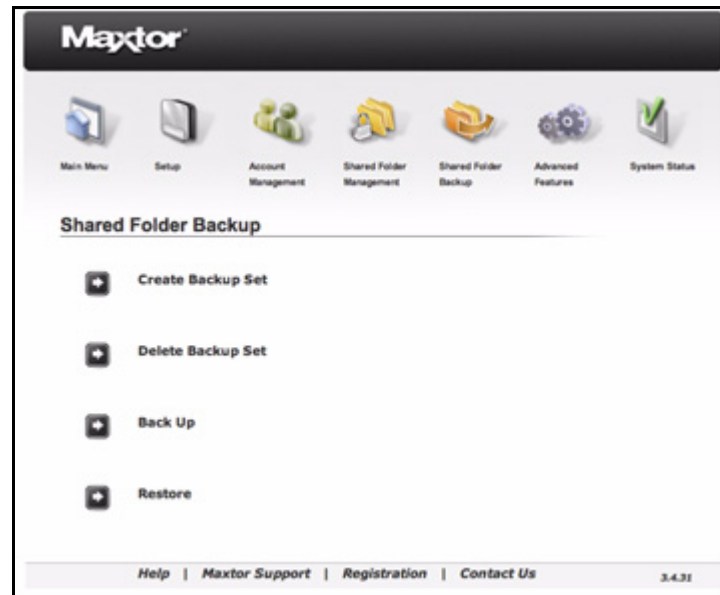 Maxtor
Main Menu
Setup
Account Management
Shared Folder Management
Shared Folder Backup
Advanced Features
System Status
Shared Folder Backup
Create Backup Set
Delete Backup Set
Back Up
Restore
Help | Maxtor Support | Registration | Contact Us
3.4.31